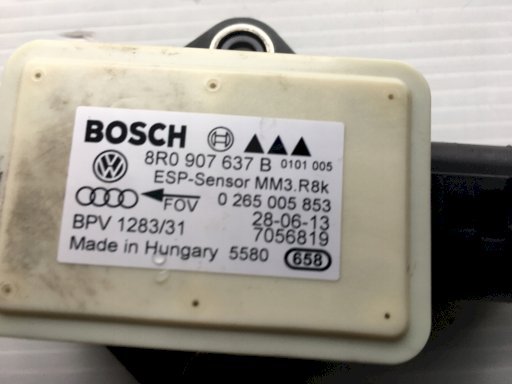 BOSCH
8R0 907 637 B 0101 005
ESP-Sensor MM3.R8k
FOV 0 265 005 853
BPV 1283/31 28-06-13
7056819
Made in Hungary 5580 658